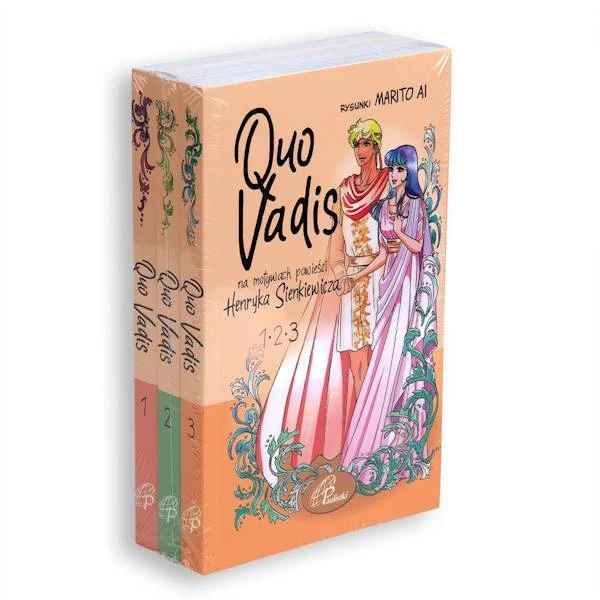 RYSUNKI MARITO AI
Quo
Vadis
na motywach powieści
Henryka Sienkiewicza
1·2·3
Paulistki
Quo Vadis
1
Quo Vadis
2
Quo Vadis
3